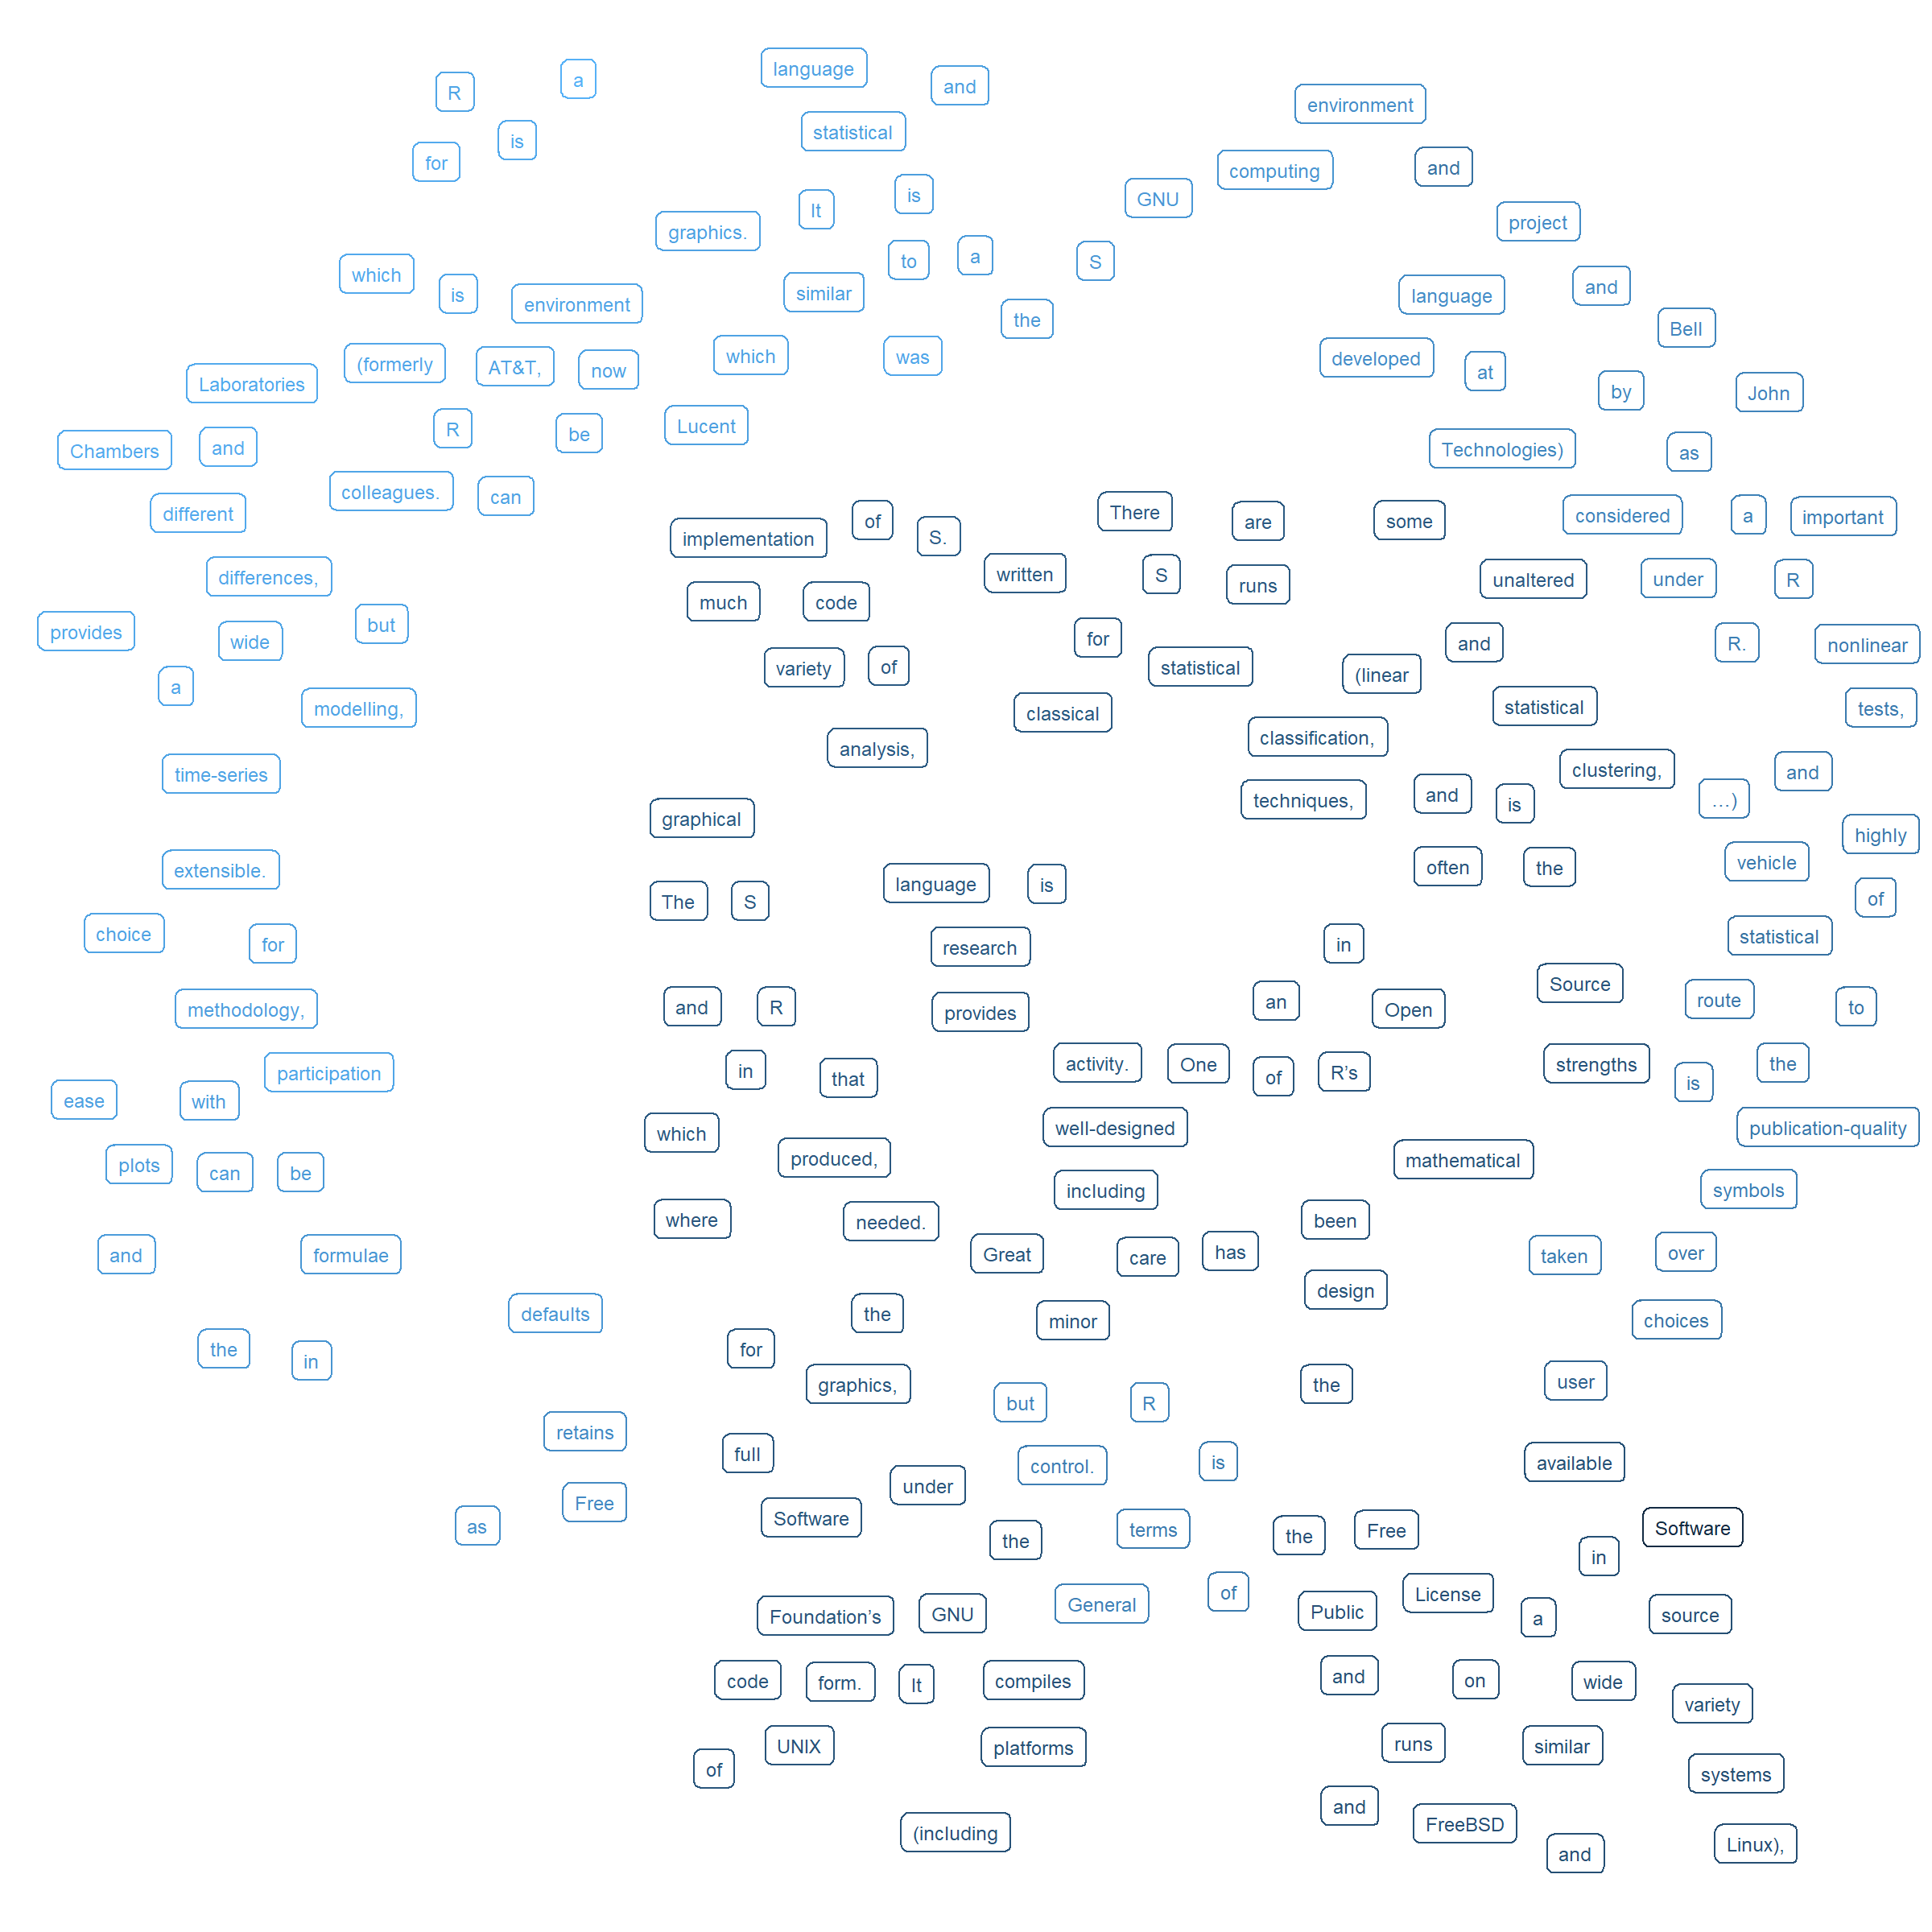 R is a language and environment
for statistical computing and
graphics. It is a GNU project
which is similar to the S language and
environment which was developed at Bell
Laboratories (formerly AT&T, now Lucent Technologies) by John
Chambers and colleagues. R can be considered as a
different implementation of S. There are some important
differences, but much code written S runs unaltered under R.
R provides a wide variety of statistical (linear and nonlinear
modelling, classical statistical tests,
time-series analysis, classification, clustering, …) and
graphical techniques, and is highly
extensible. The S language is often the vehicle of
choice for research in statistical
methodology, and R provides an Open Source route to
participation in that activity. One of R’s strengths is the
ease with which well-designed publication-quality
plots can be produced, including mathematical symbols
and formulae where needed. Great care has been taken over
the defaults for the minor design choices
in graphics, but R the user
retains full control. is available
as Free Software under the terms of the Free Software
Foundation’s GNU General Public License in source
code form. It compiles and runs on a wide variety
of UNIX platforms and similar systems
(including FreeBSD and Linux),
for
and